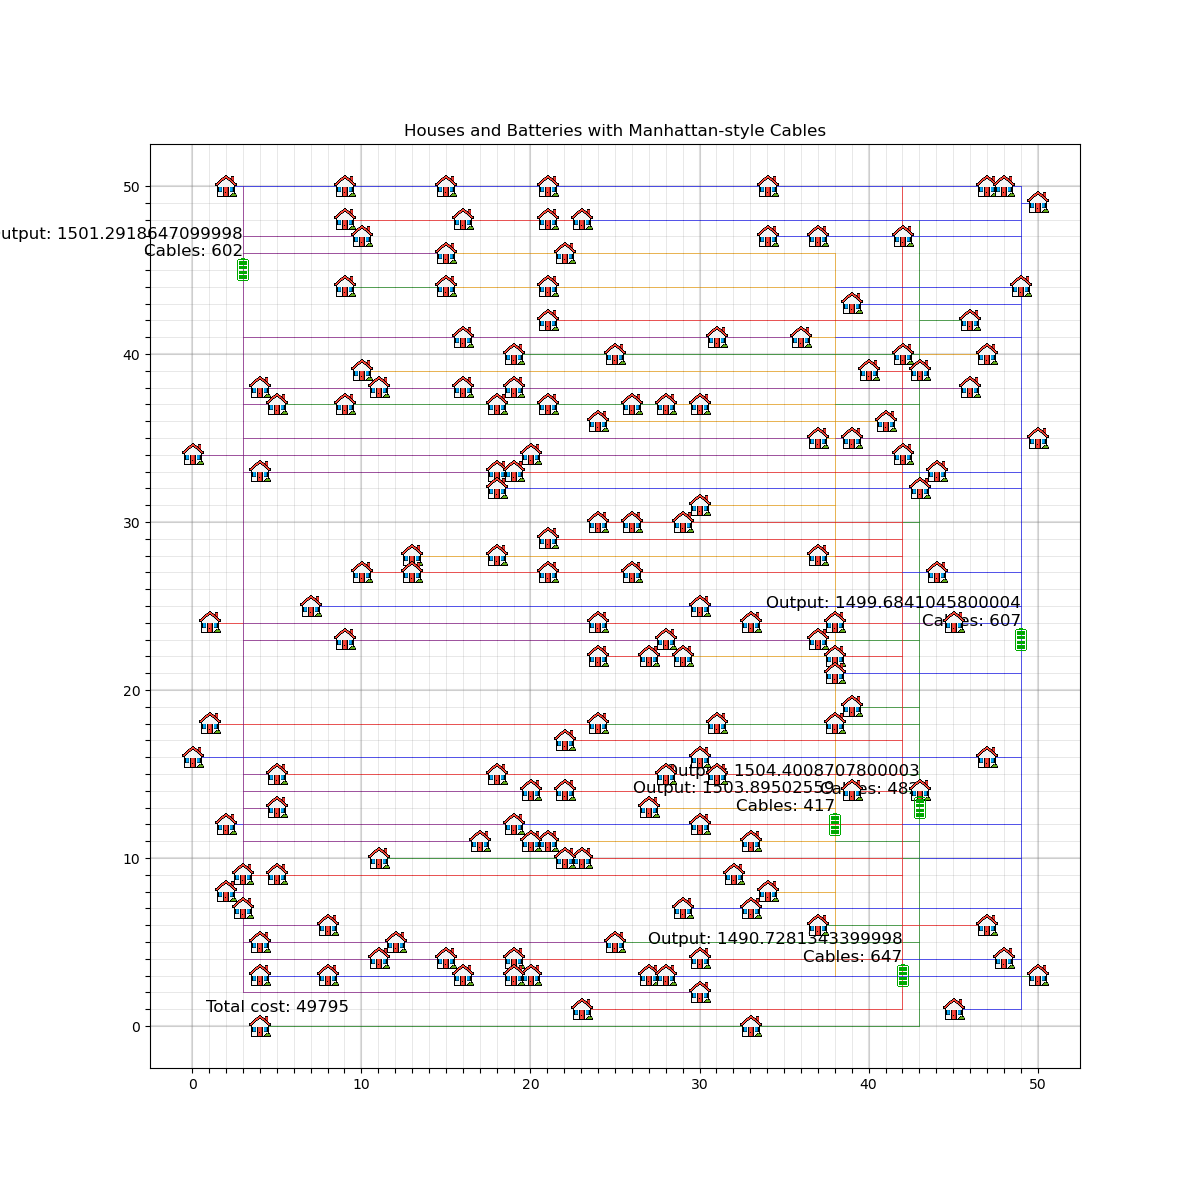 Houses and Batteries with Manhattan-style Cables
50
utput: 1501.2918647099998
Cables: 602
40
30
Output: 1499.6841045800004
Cables: 607
20
Output: 1504.4008707800003
Output: 1503.89502559
Cables: 417
10
Output: 1490.7281343399998
Cables: 647
Total cost: 49795
0
0 10 20 30 40 50